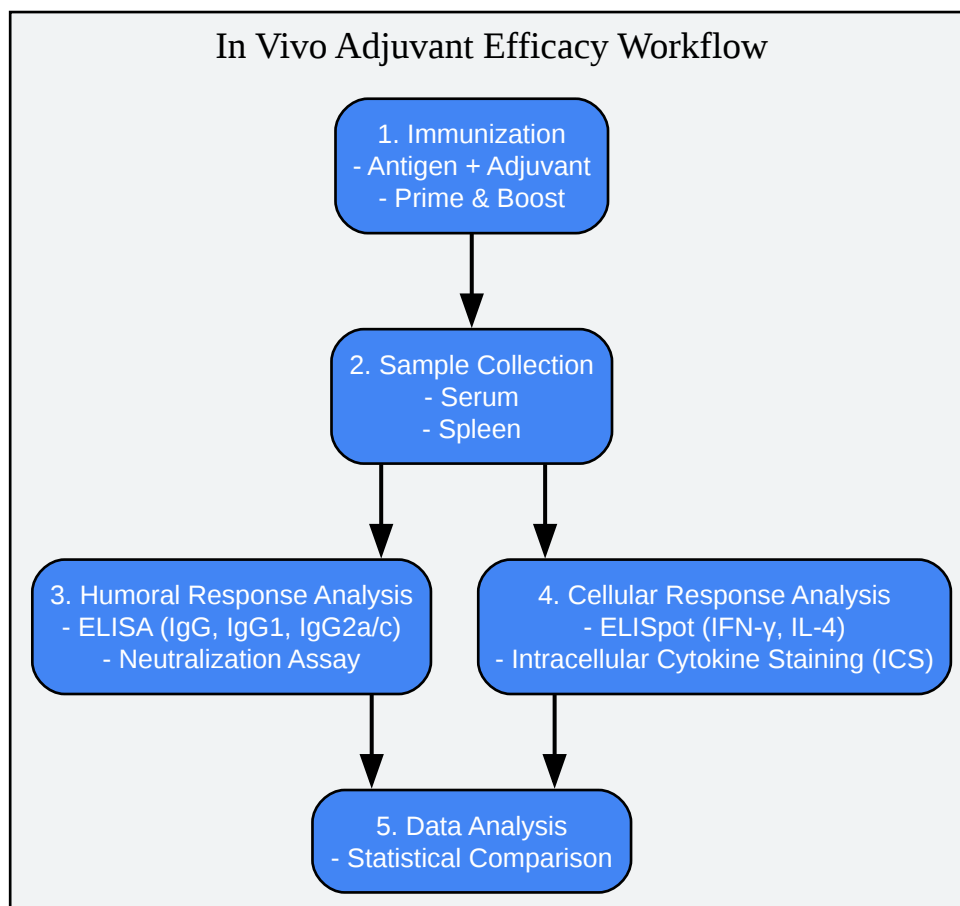 In Vivo Adjuvant Efficacy Workflow
1. Immunization
- Antigen + Adjuvant
- Prime & Boost
2. Sample Collection
- Serum
- Spleen
3. Humoral Response Analysis
- ELISA (IgG, IgG1, IgG2a/c)
- Neutralization Assay
4. Cellular Response Analysis
- ELISpot (IFN-γ, IL-4)
- Intracellular Cytokine Staining (ICS)
5. Data Analysis
- Statistical Comparison